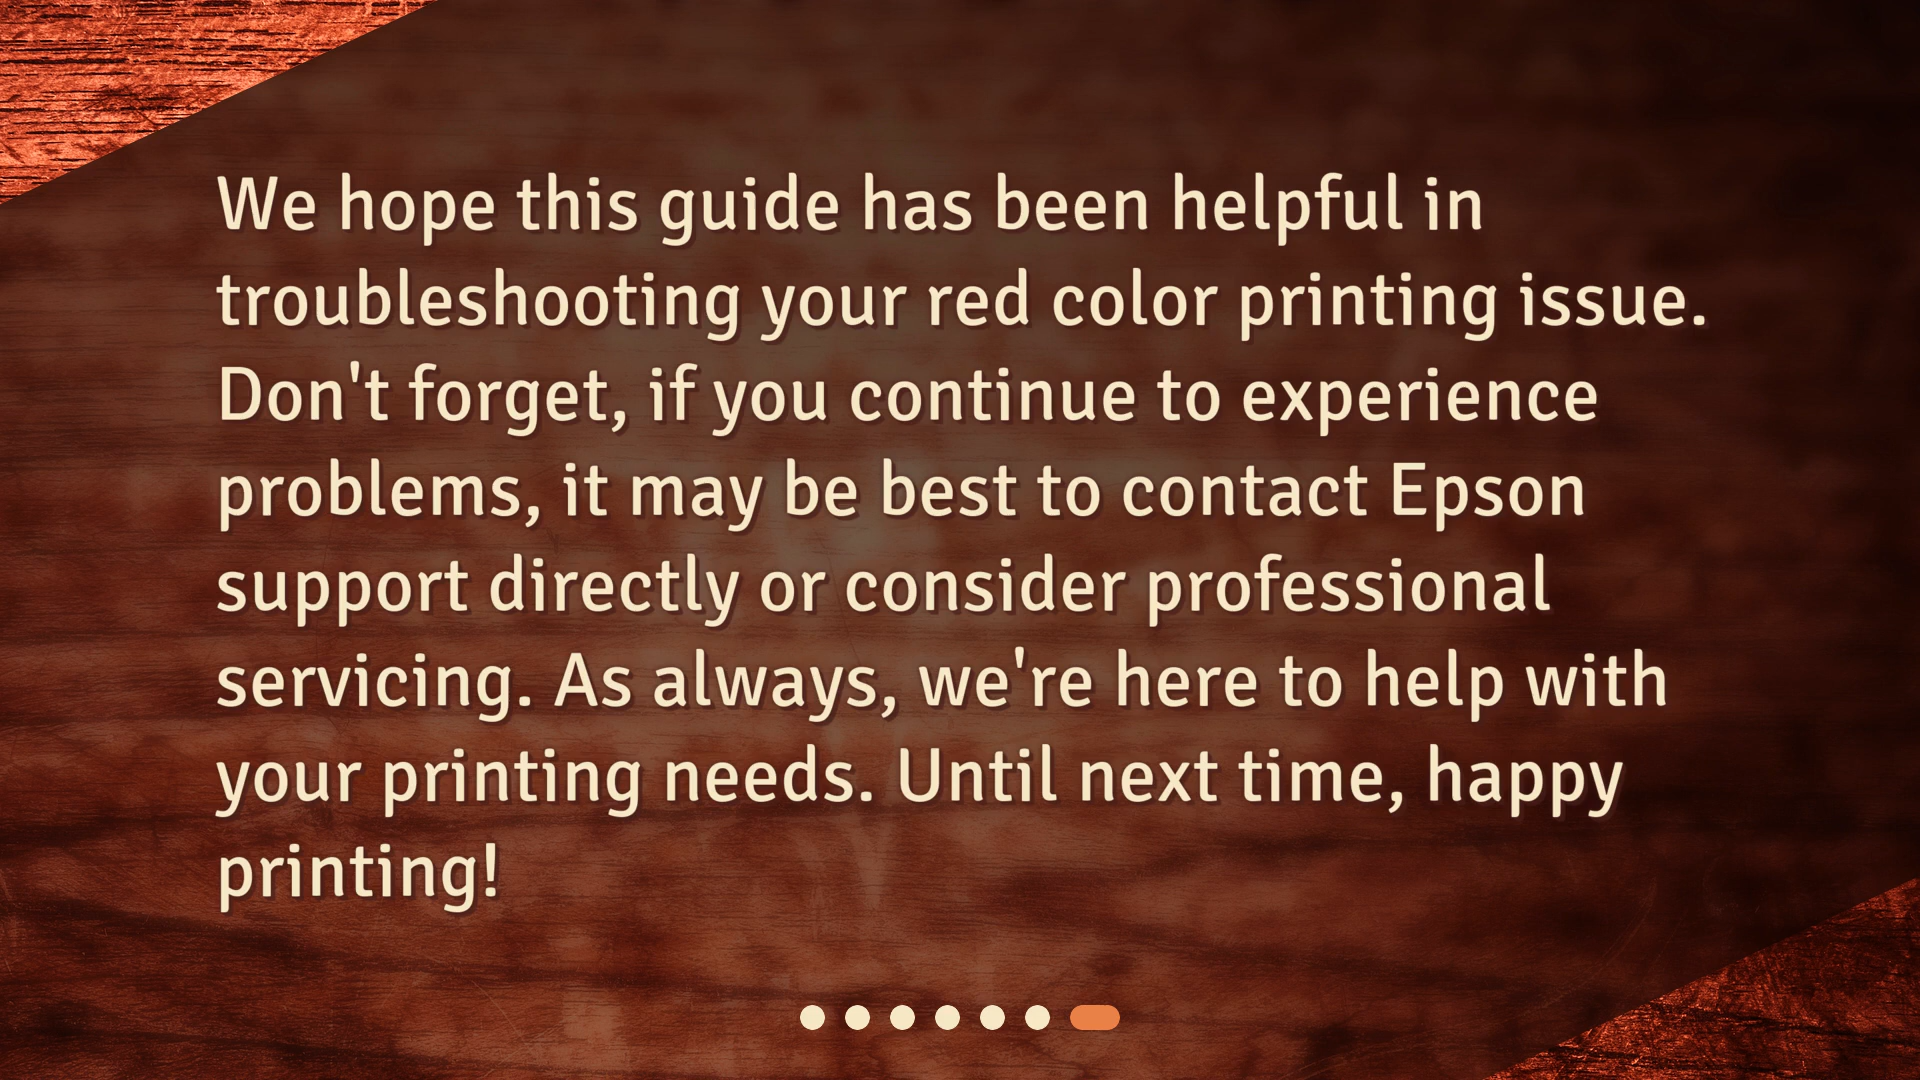 We hope this guide has been helpful in
troubleshooting your red color printing issue.
Don't forget, if you continue to experience
problems, it may be best to contact Epson
support directly or consider professional
servicing. As always, we're here to help with
your printing needs. Until next time, happy
printing!